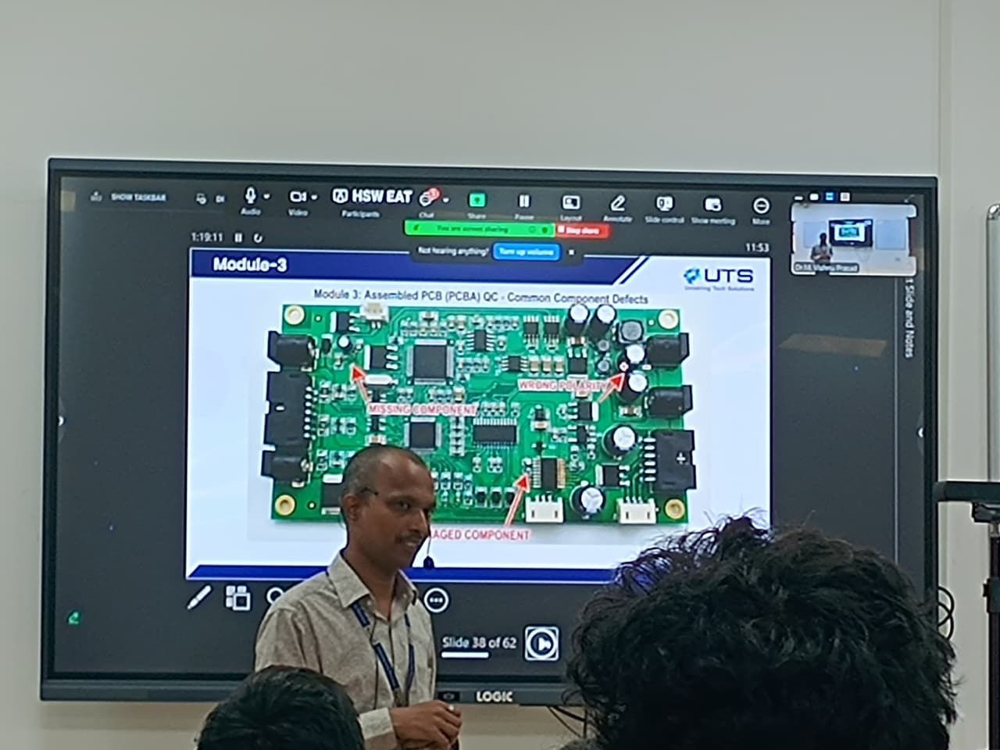 SHOW TASKBAR
HSW EAT
Audio
Video
Participants
Chat
Share
Pause
Layout
Annotate
Slide control
Show meeting
More
You are screen sharing
Stop share
Not hearing anything?
Turn up volume
1:19:11
11:53
Dr.M. Vishnu Prasad
Module-3
UTS
Module 3: Assembled PCB (PCBA) QC - Common Component Defects
WRONG POLARITY
MISSING COMPONENT
AGED COMPONENT
t Slide and Notes
Slide 38 of 62
LOGIC